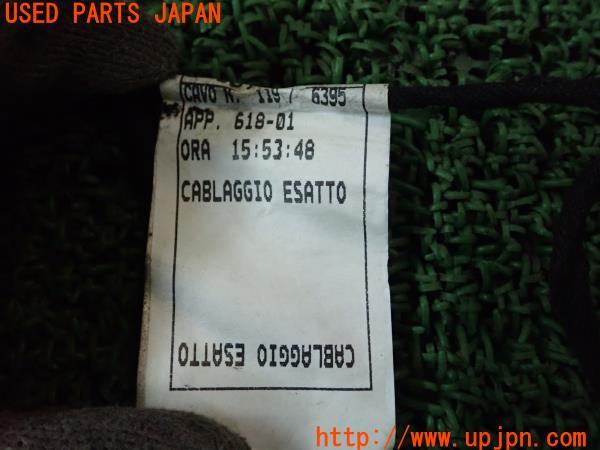 USED PARTS JAPAN
CAVO N. 119 / 6395
APP. 618-01
ORA 15:53:48
CABLAGGIO ESATTO
CABLAGGIO ESATTO
http://www.upjpn.com/